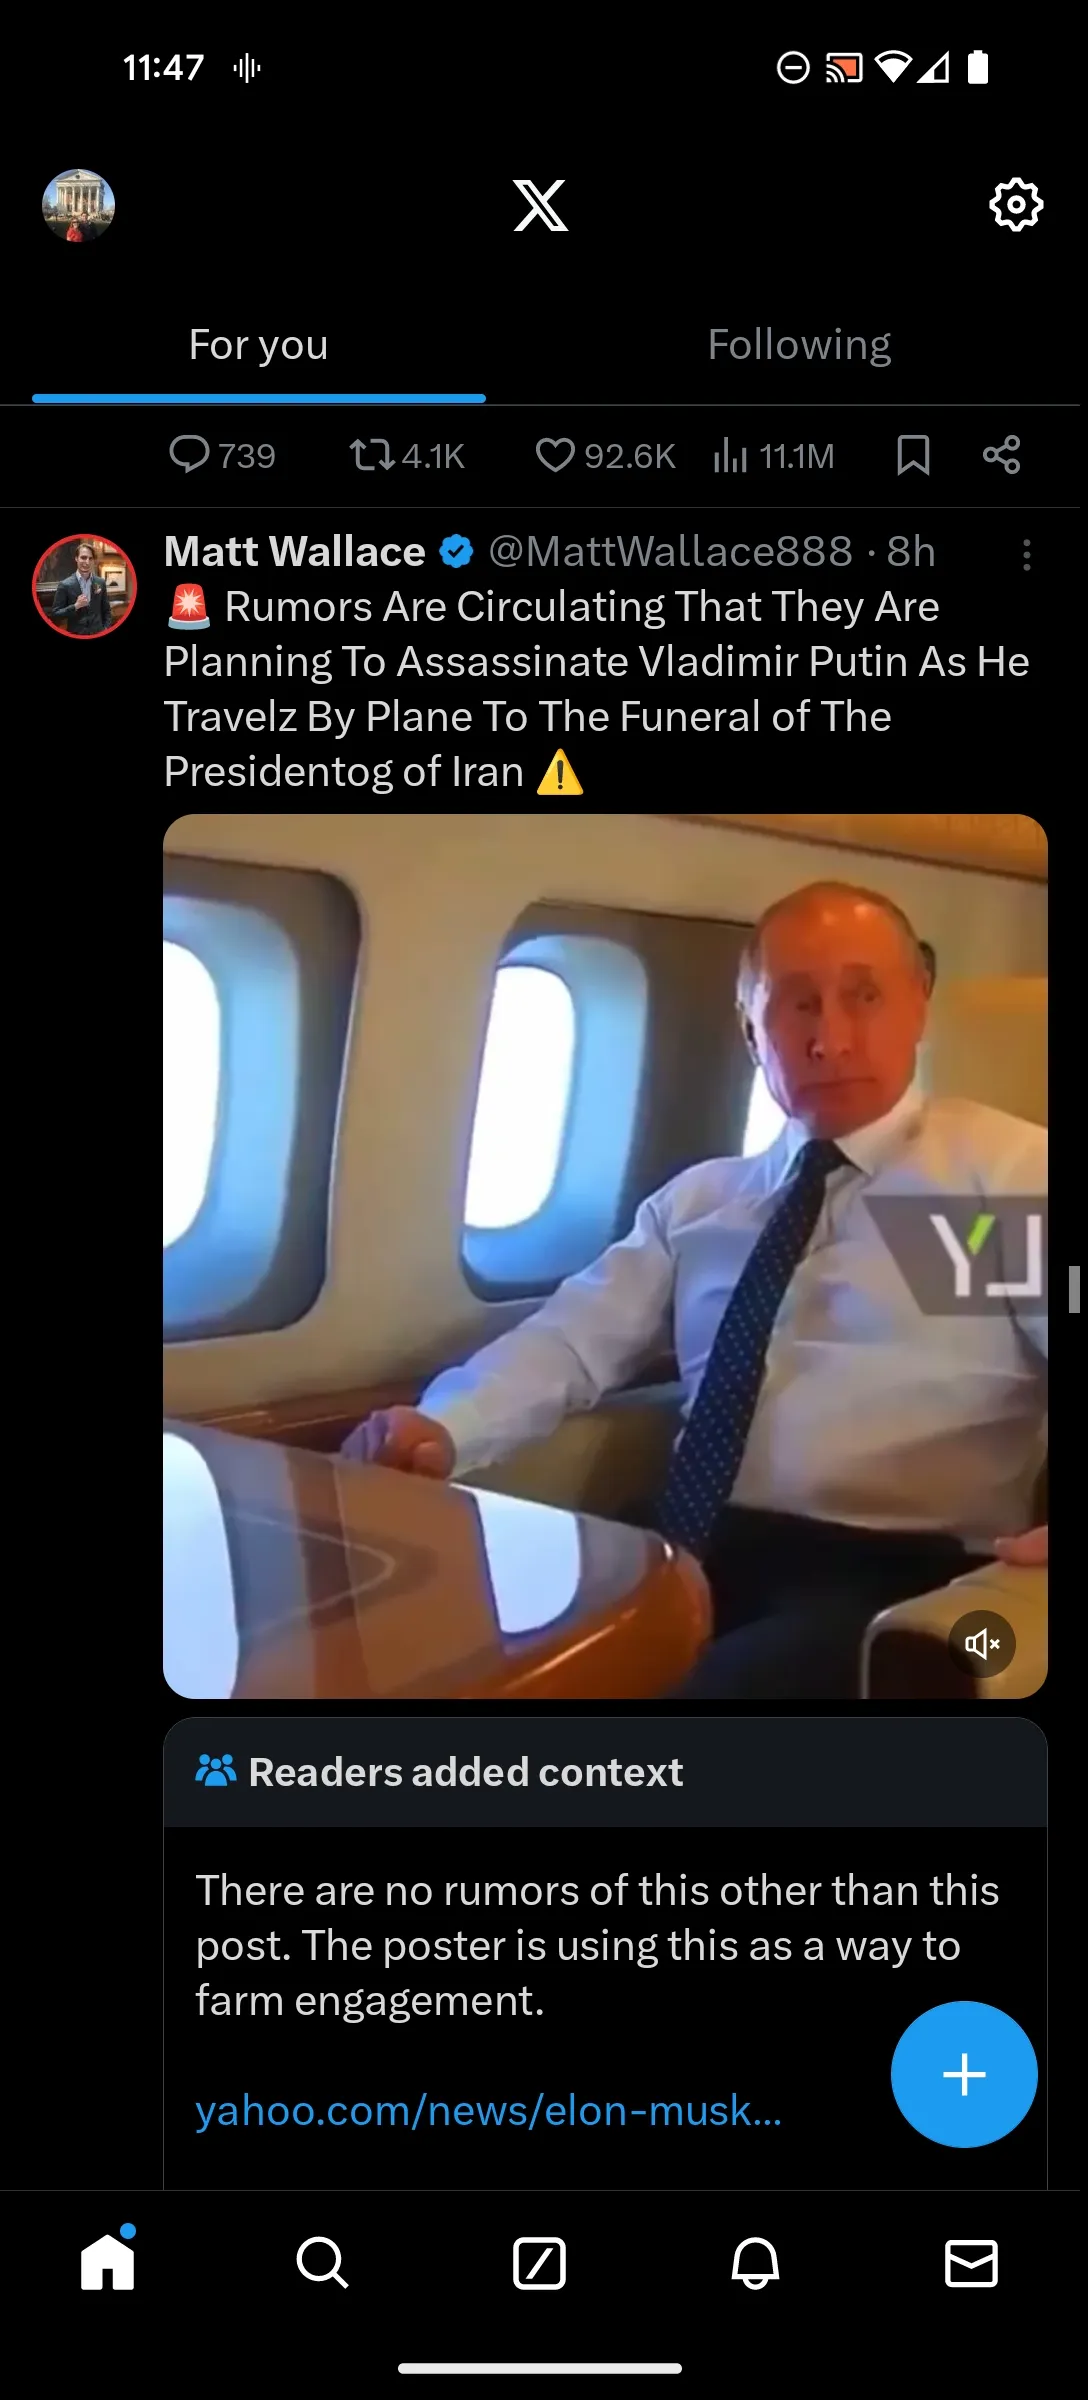 11:47
For you
Following
739
4.1K
92.6K
11.1M
Matt Wallace @MattWallace888 · 8h
🚨 Rumors Are Circulating That They Are
Planning To Assassinate Vladimir Putin As He
Travelz By Plane To The Funeral of The
Presidentog of Iran ⚠️
Readers added context
There are no rumors of this other than this
post. The poster is using this as a way to
farm engagement.
yahoo.com/news/elon-musk...